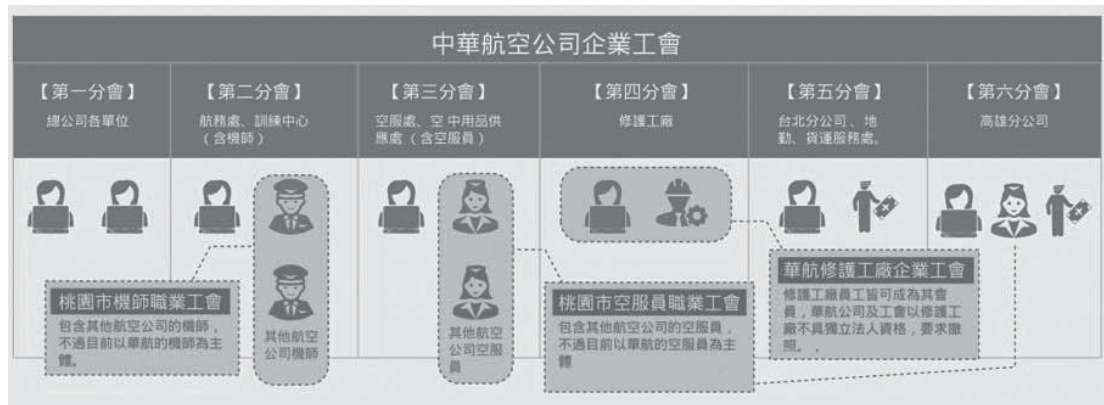 中華航空公司企業工會
【第一分會】
總公司各單位
【第二分會】
航務處、訓練中心
（含機師）
【第三分會】
空服處、空 中用品供
應處 （含空服員）
【第四分會】
修護工廠
【第五分會】
台北分公司 、地
勤、貨運服務處。
【第六分會】
高雄分公司
桃園市機師職業工會
包含其他航空公司的機師，
不過目前以華航的機師為主
體。
其他航空
公司機師
其他航空
公司空服
員
桃園市空服員職業工會
包含其他航空公司的空服員，
不過目前以華航的空服員為主
體
華航修護工廠企業工會
修護工廠員工皆可成為其會
員，華航公司及工會以修護工
廠不具獨立法人資格，要求撤
照。，